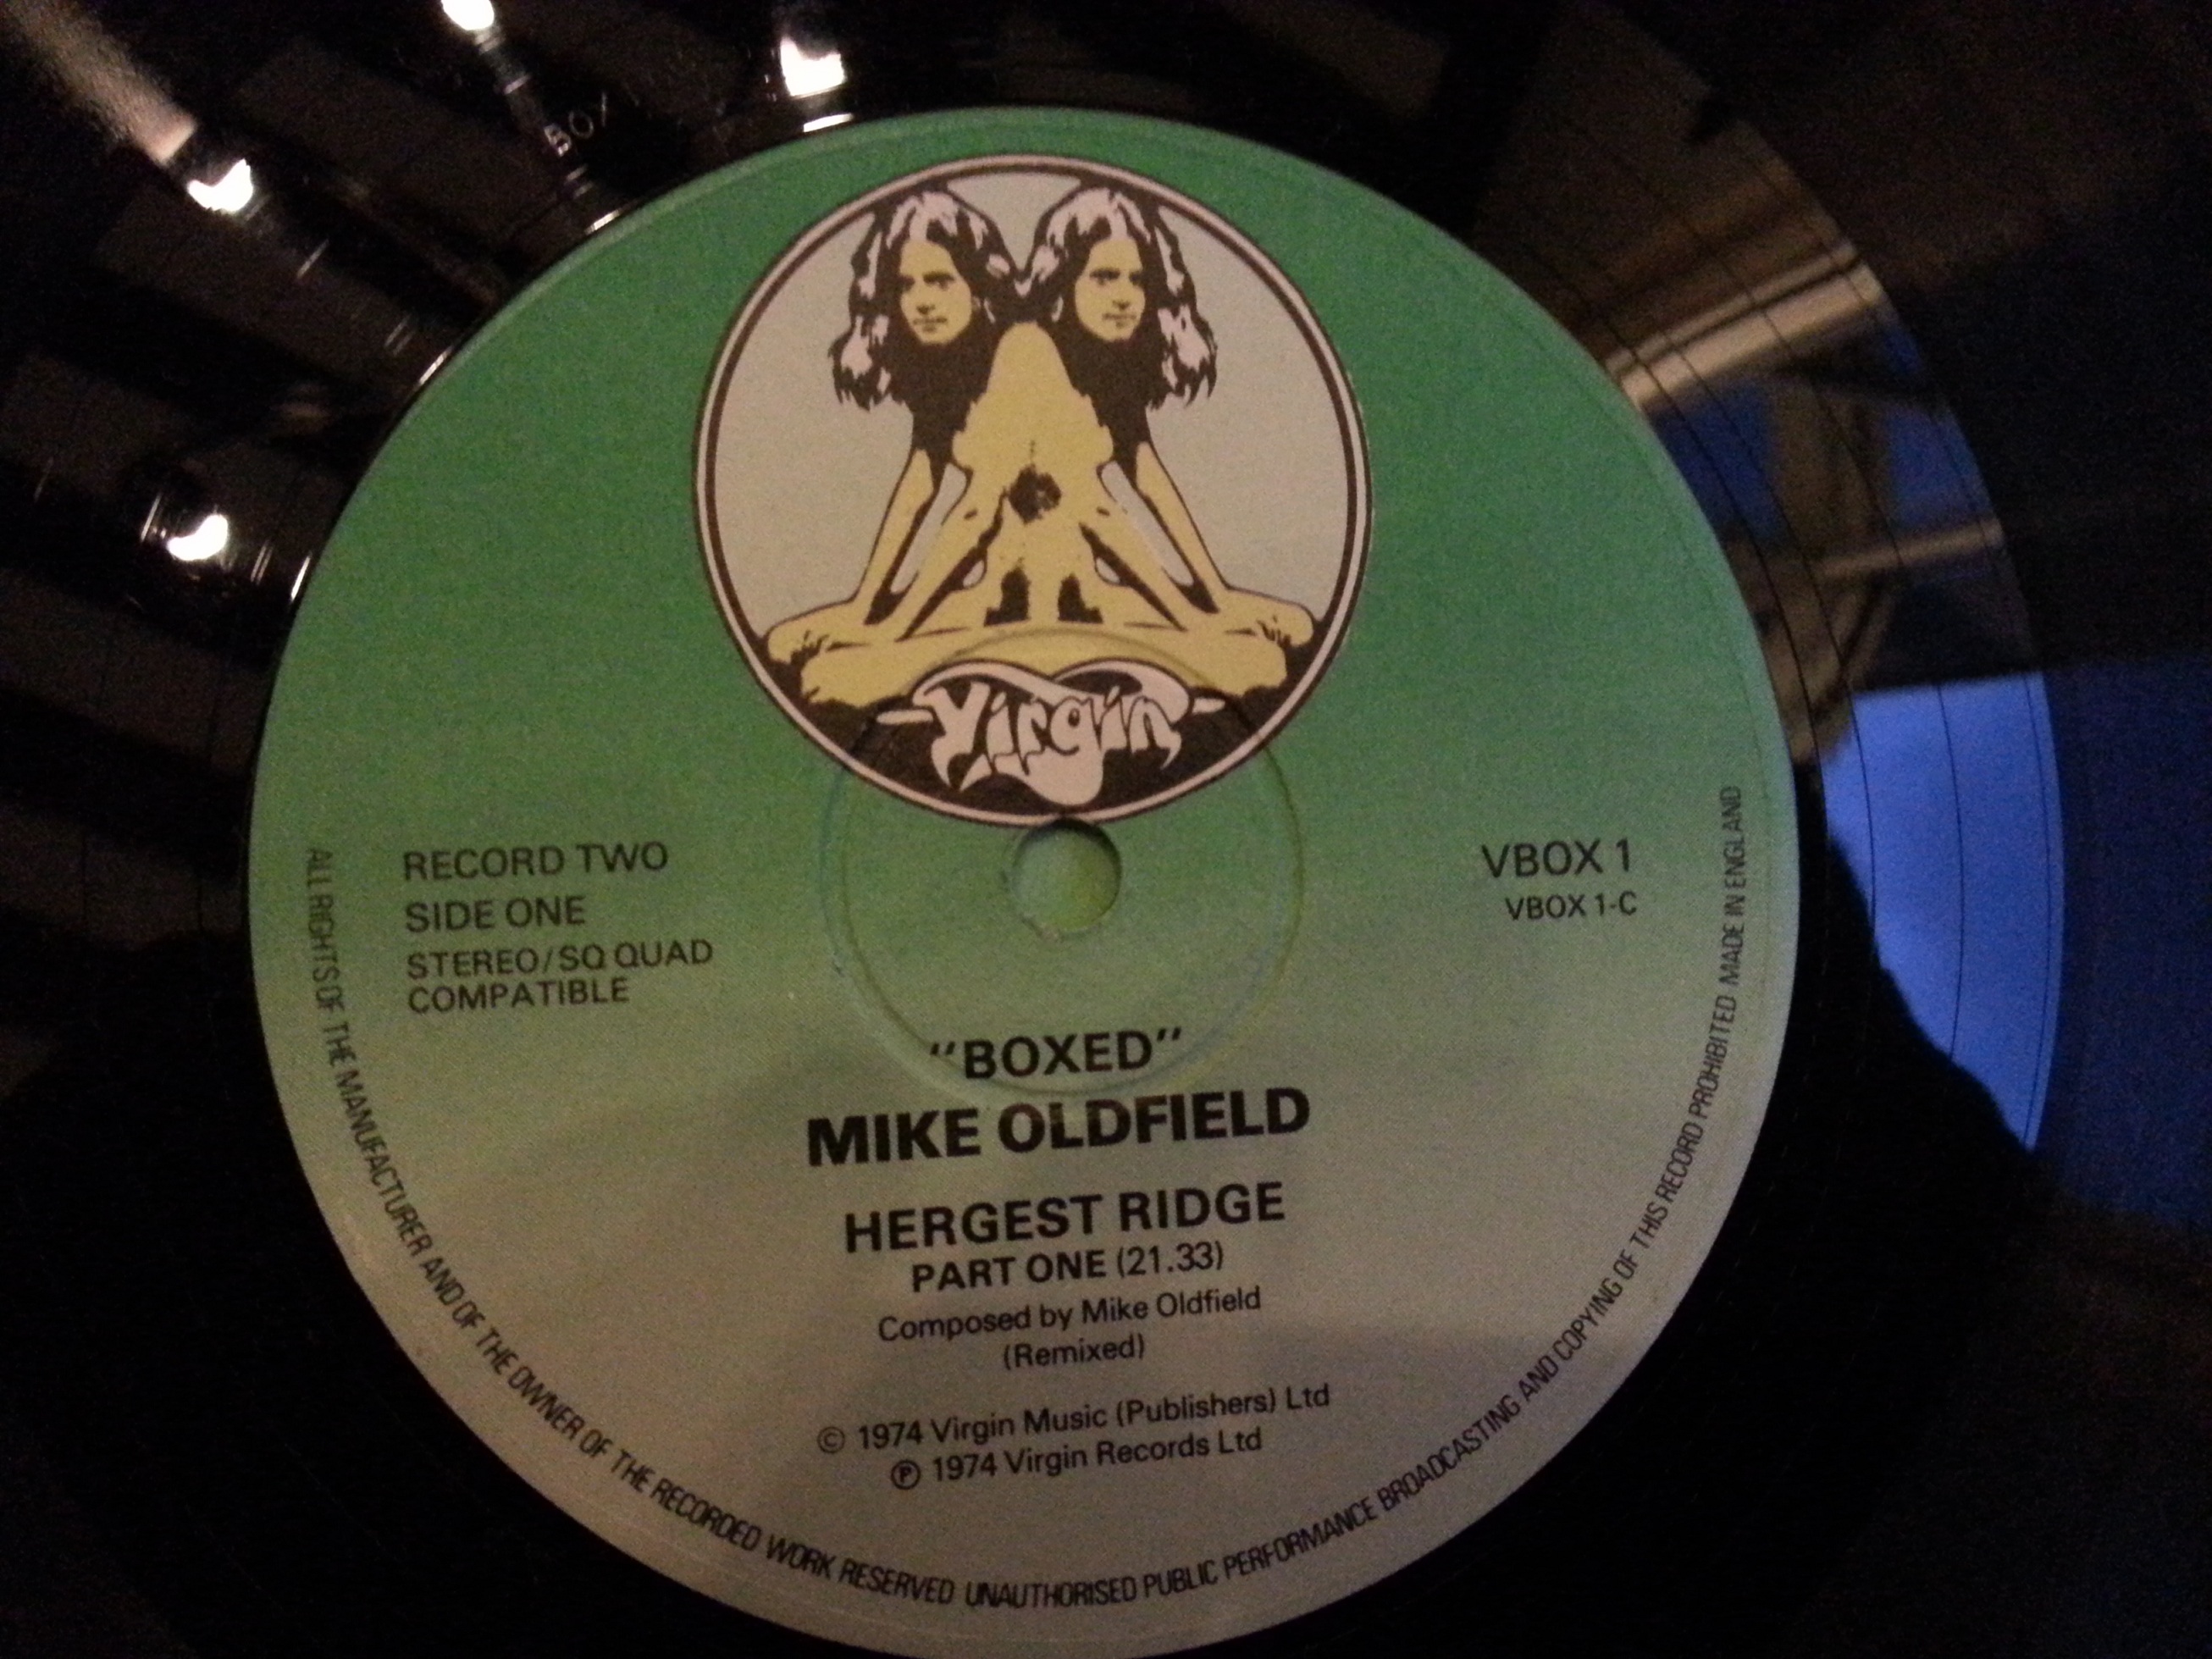 BOX
Virgin
RECORD TWO
SIDE ONE
STEREO/SQ QUAD
COMPATIBLE
VBOX 1
VBOX 1-C
"BOXED"
MIKE OLDFIELD
HERGEST RIDGE
PART ONE (21.33)
Composed by Mike Oldfield
(Remixed)
© 1974 Virgin Music (Publishers) Ltd
℗ 1974 Virgin Records Ltd
ALL RIGHTS OF THE MANUFACTURER AND OF THE OWNER OF THE RECORDED WORK RESERVED UNAUTHORISED PUBLIC PERFORMANCE BROADCASTING AND COPYING OF THIS RECORD PROHIBITED MADE IN ENGLAND